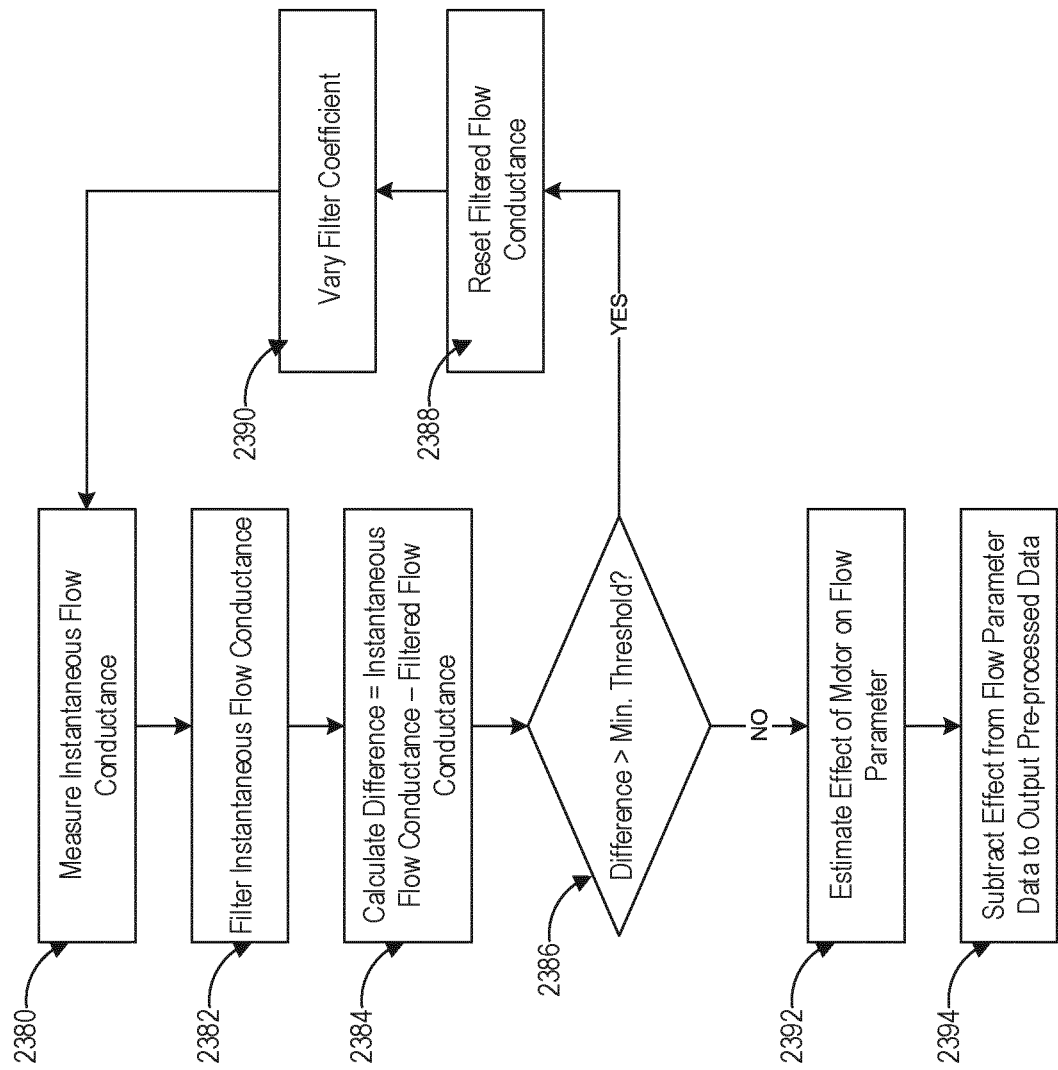 2380
Measure Instantaneous Flow
Conductance
2382
Filter Instantaneous Flow Conductance
2384
Calculate Difference = Instantaneous
Flow Conductance – Filtered Flow
Conductance
2386
Difference > Min. Threshold?
YES
2388
Reset Filtered Flow
Conductance
2390
Vary Filter Coefficient
NO
2392
Estimate Effect of Motor on Flow
Parameter
2394
Subtract Effect from Flow Parameter
Data to Output Pre-processed Data